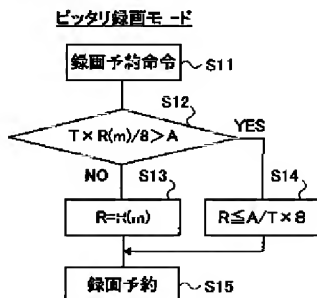 ピッタリ録画モード
録画予約命令
S11
S12
T×R(m)/8>A
YES
NO
S13
S14
R=R(m)
R≦A/T×8
録画予約
S15